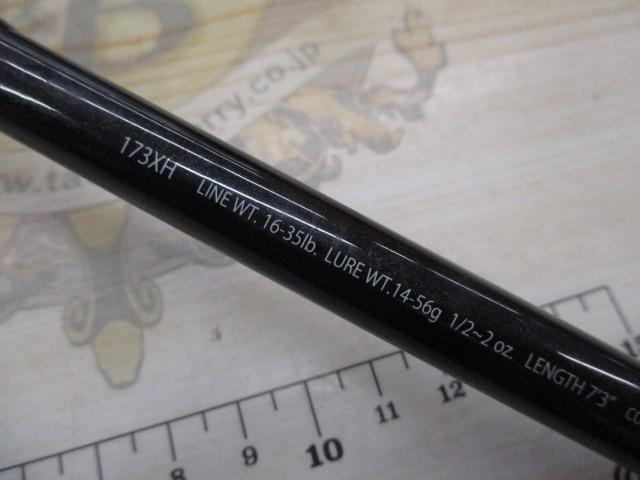 173XH LINE WT. 16-35lb. LURE WT.14-56g 1/2~2 oz. LENGTH 7'3"
8 9 10 11 12 13